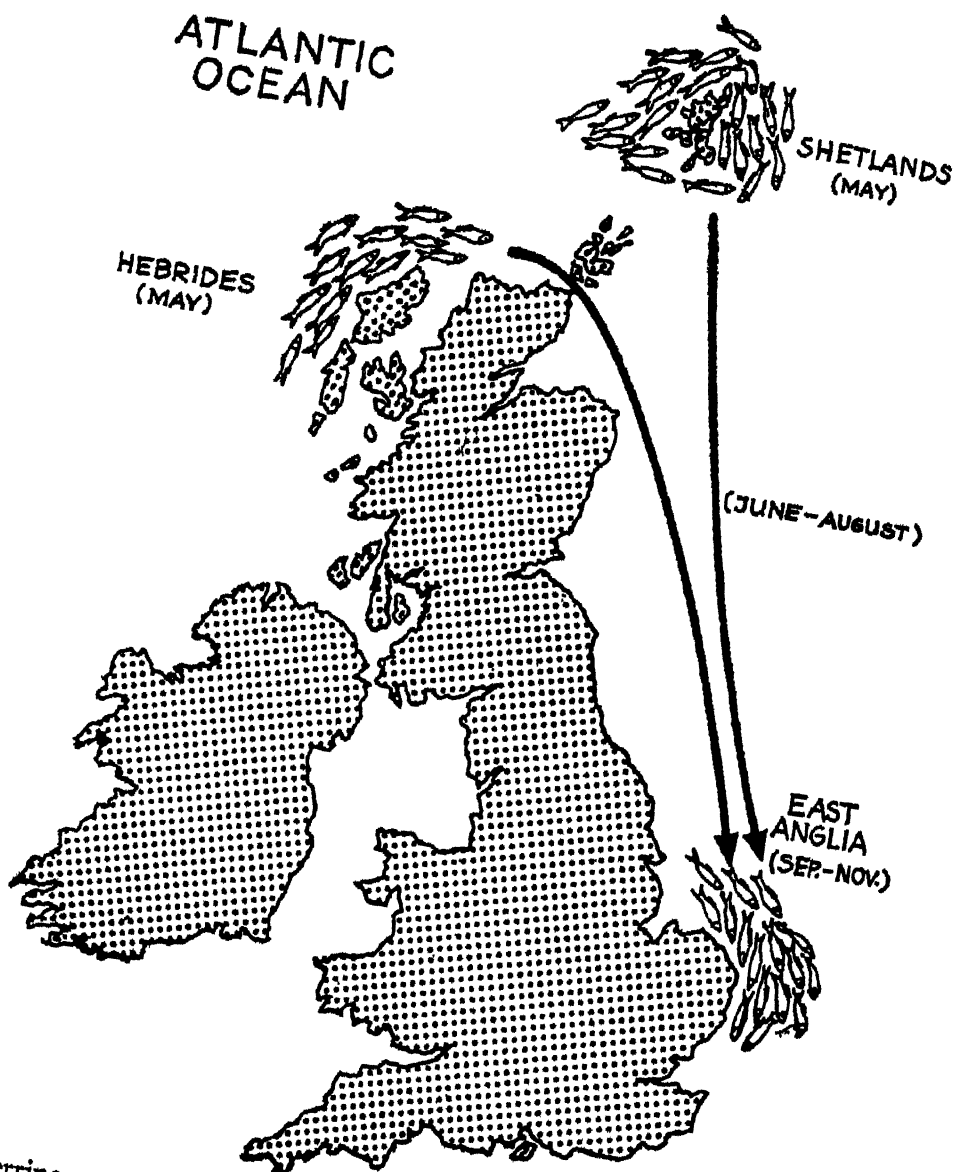 ATLANTIC
OCEAN
SHETLANDS
(MAY)
HEBRIDES
(MAY)
(JUNE-AUGUST)
EAST
ANGLIA
(SEP.-NOV.)